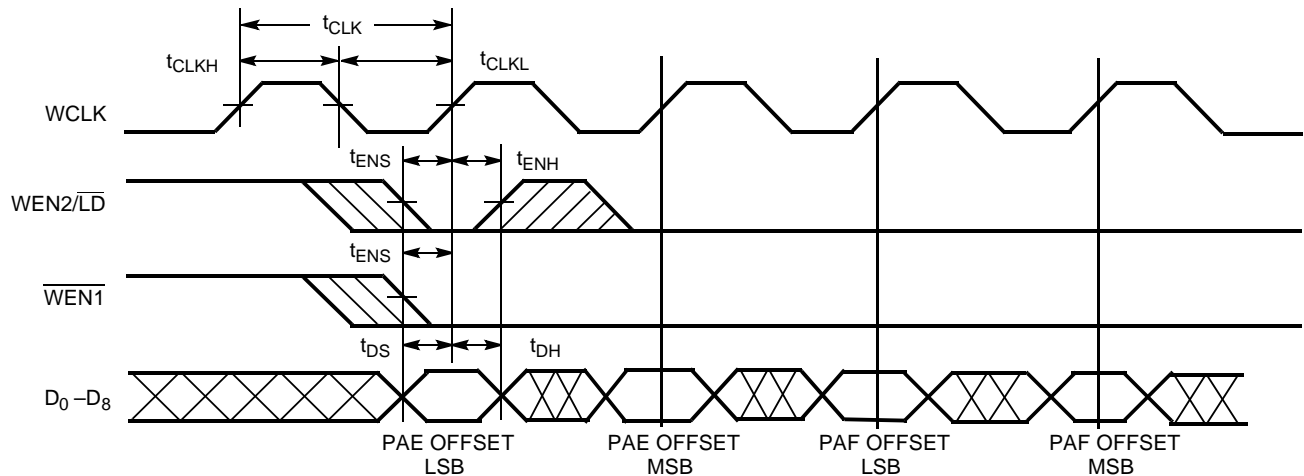 tCLK
tCLKH
tCLKL
WCLK
tENS
tENH
WEN2/LD
tENS
WEN1
tDS
tDH
D0 –D8
PAE OFFSET
LSB
PAE OFFSET
MSB
PAF OFFSET
LSB
PAF OFFSET
MSB